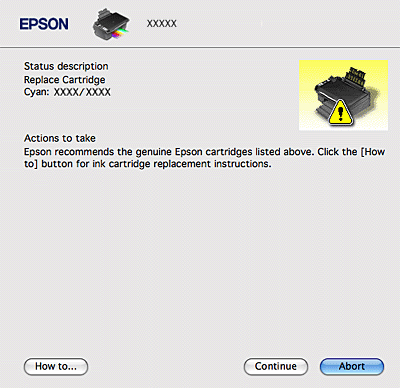 EPSON XXXXX
Status description
Replace Cartridge
Cyan: XXXX/XXXX
Actions to take
Epson recommends the genuine Epson cartridges listed above. Click the [How
to] button for ink cartridge replacement instructions.
How to... Continue Abort